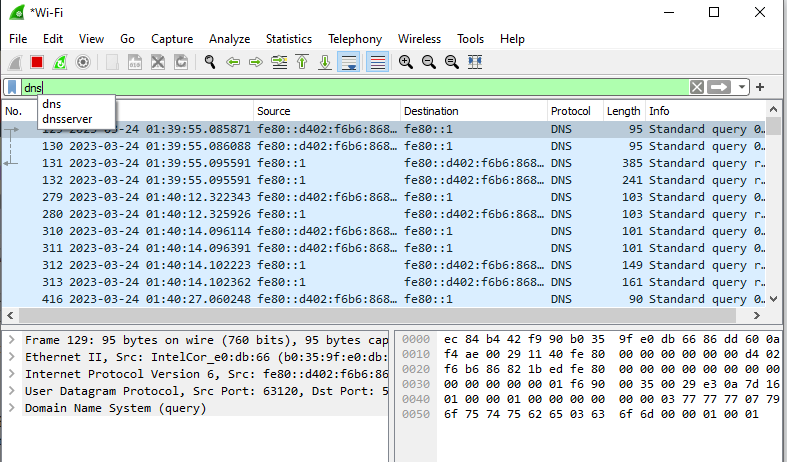 *Wi-Fi
File Edit View Go Capture Analyze Statistics Telephony Wireless Tools Help
dns
dns
dnsserver
No. Source Destination Protocol Length Info
129 2023-03-24 01:39:55.085871 fe80::d402:f6b6:868… fe80::1 DNS 95 Standard query 0…
130 2023-03-24 01:39:55.086088 fe80::d402:f6b6:868… fe80::1 DNS 95 Standard query 0…
131 2023-03-24 01:39:55.095591 fe80::1 fe80::d402:f6b6:868… DNS 385 Standard query r…
132 2023-03-24 01:39:55.095591 fe80::1 fe80::d402:f6b6:868… DNS 241 Standard query r…
279 2023-03-24 01:40:12.322343 fe80::d402:f6b6:868… fe80::1 DNS 103 Standard query 0…
280 2023-03-24 01:40:12.325926 fe80::1 fe80::d402:f6b6:868… DNS 103 Standard query r…
310 2023-03-24 01:40:14.096114 fe80::d402:f6b6:868… fe80::1 DNS 101 Standard query 0…
311 2023-03-24 01:40:14.096391 fe80::d402:f6b6:868… fe80::1 DNS 101 Standard query 0…
312 2023-03-24 01:40:14.102223 fe80::1 fe80::d402:f6b6:868… DNS 149 Standard query r…
313 2023-03-24 01:40:14.102362 fe80::1 fe80::d402:f6b6:868… DNS 161 Standard query r…
416 2023-03-24 01:40:27.060248 fe80::d402:f6b6:868… fe80::1 DNS 90 Standard query 0…
Frame 129: 95 bytes on wire (760 bits), 95 bytes cap
Ethernet II, Src: IntelCor_e0:db:66 (b0:35:9f:e0:db:
Internet Protocol Version 6, Src: fe80::d402:f6b6:86
User Datagram Protocol, Src Port: 63120, Dst Port: 5
Domain Name System (query)
0000 ec 84 b4 42 f9 90 b0 35 9f e0 db 66 86 dd 60 0a
0010 f4 ae 00 29 11 40 fe 80 00 00 00 00 00 00 d4 02
0020 f6 b6 86 82 1b ed fe 80 00 00 00 00 00 00 00 00
0030 00 00 00 00 00 01 f6 90 00 35 00 29 e3 0a 7d 16
0040 01 00 00 01 00 00 00 00 00 00 03 77 77 77 07 79
0050 6f 75 74 75 62 65 03 63 6f 6d 00 00 01 00 01